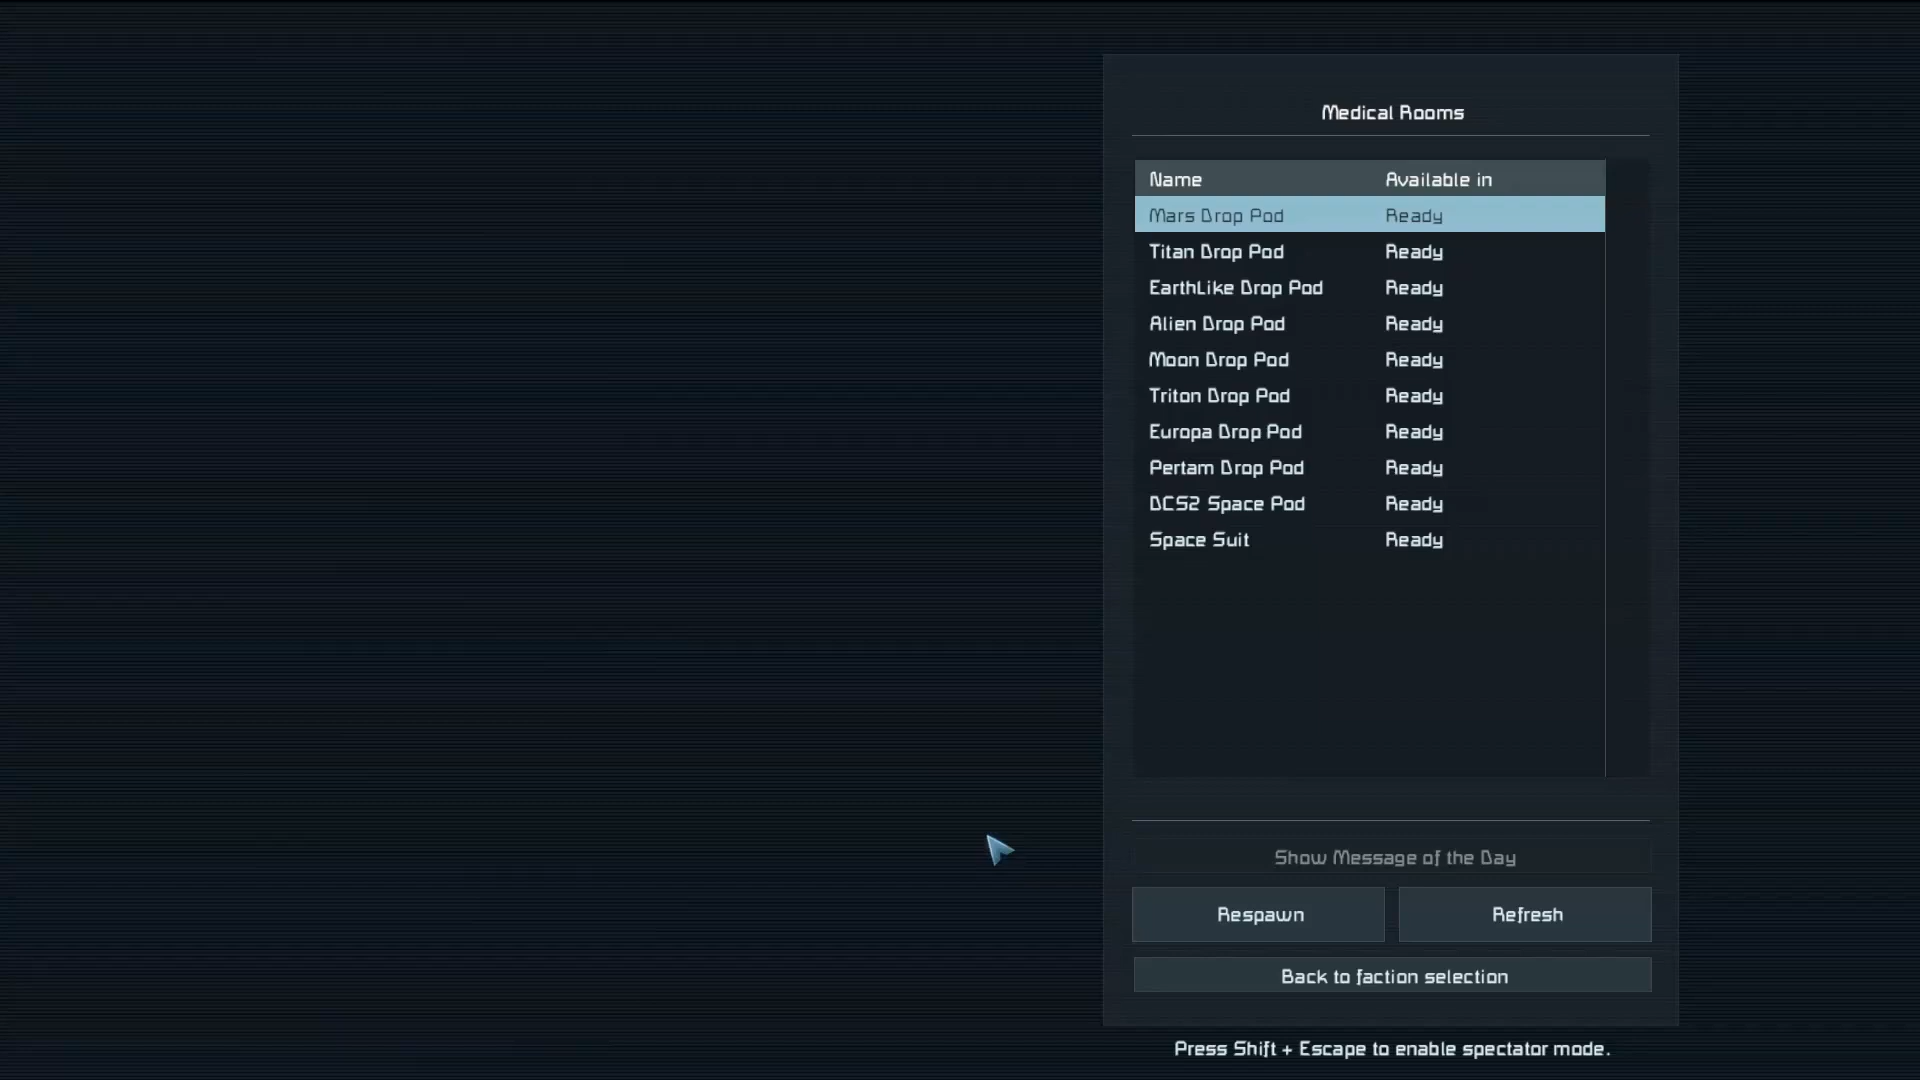 Medical Rooms
Name Available in
Mars Drop Pod Ready
Titan Drop Pod Ready
EarthLike Drop Pod Ready
Alien Drop Pod Ready
Moon Drop Pod Ready
Triton Drop Pod Ready
Europa Drop Pod Ready
Pertam Drop Pod Ready
DCS2 Space Pod Ready
Space Suit Ready
Show Message of the Day
Respawn Refresh
Back to faction selection
Press Shift + Escape to enable spectator mode.